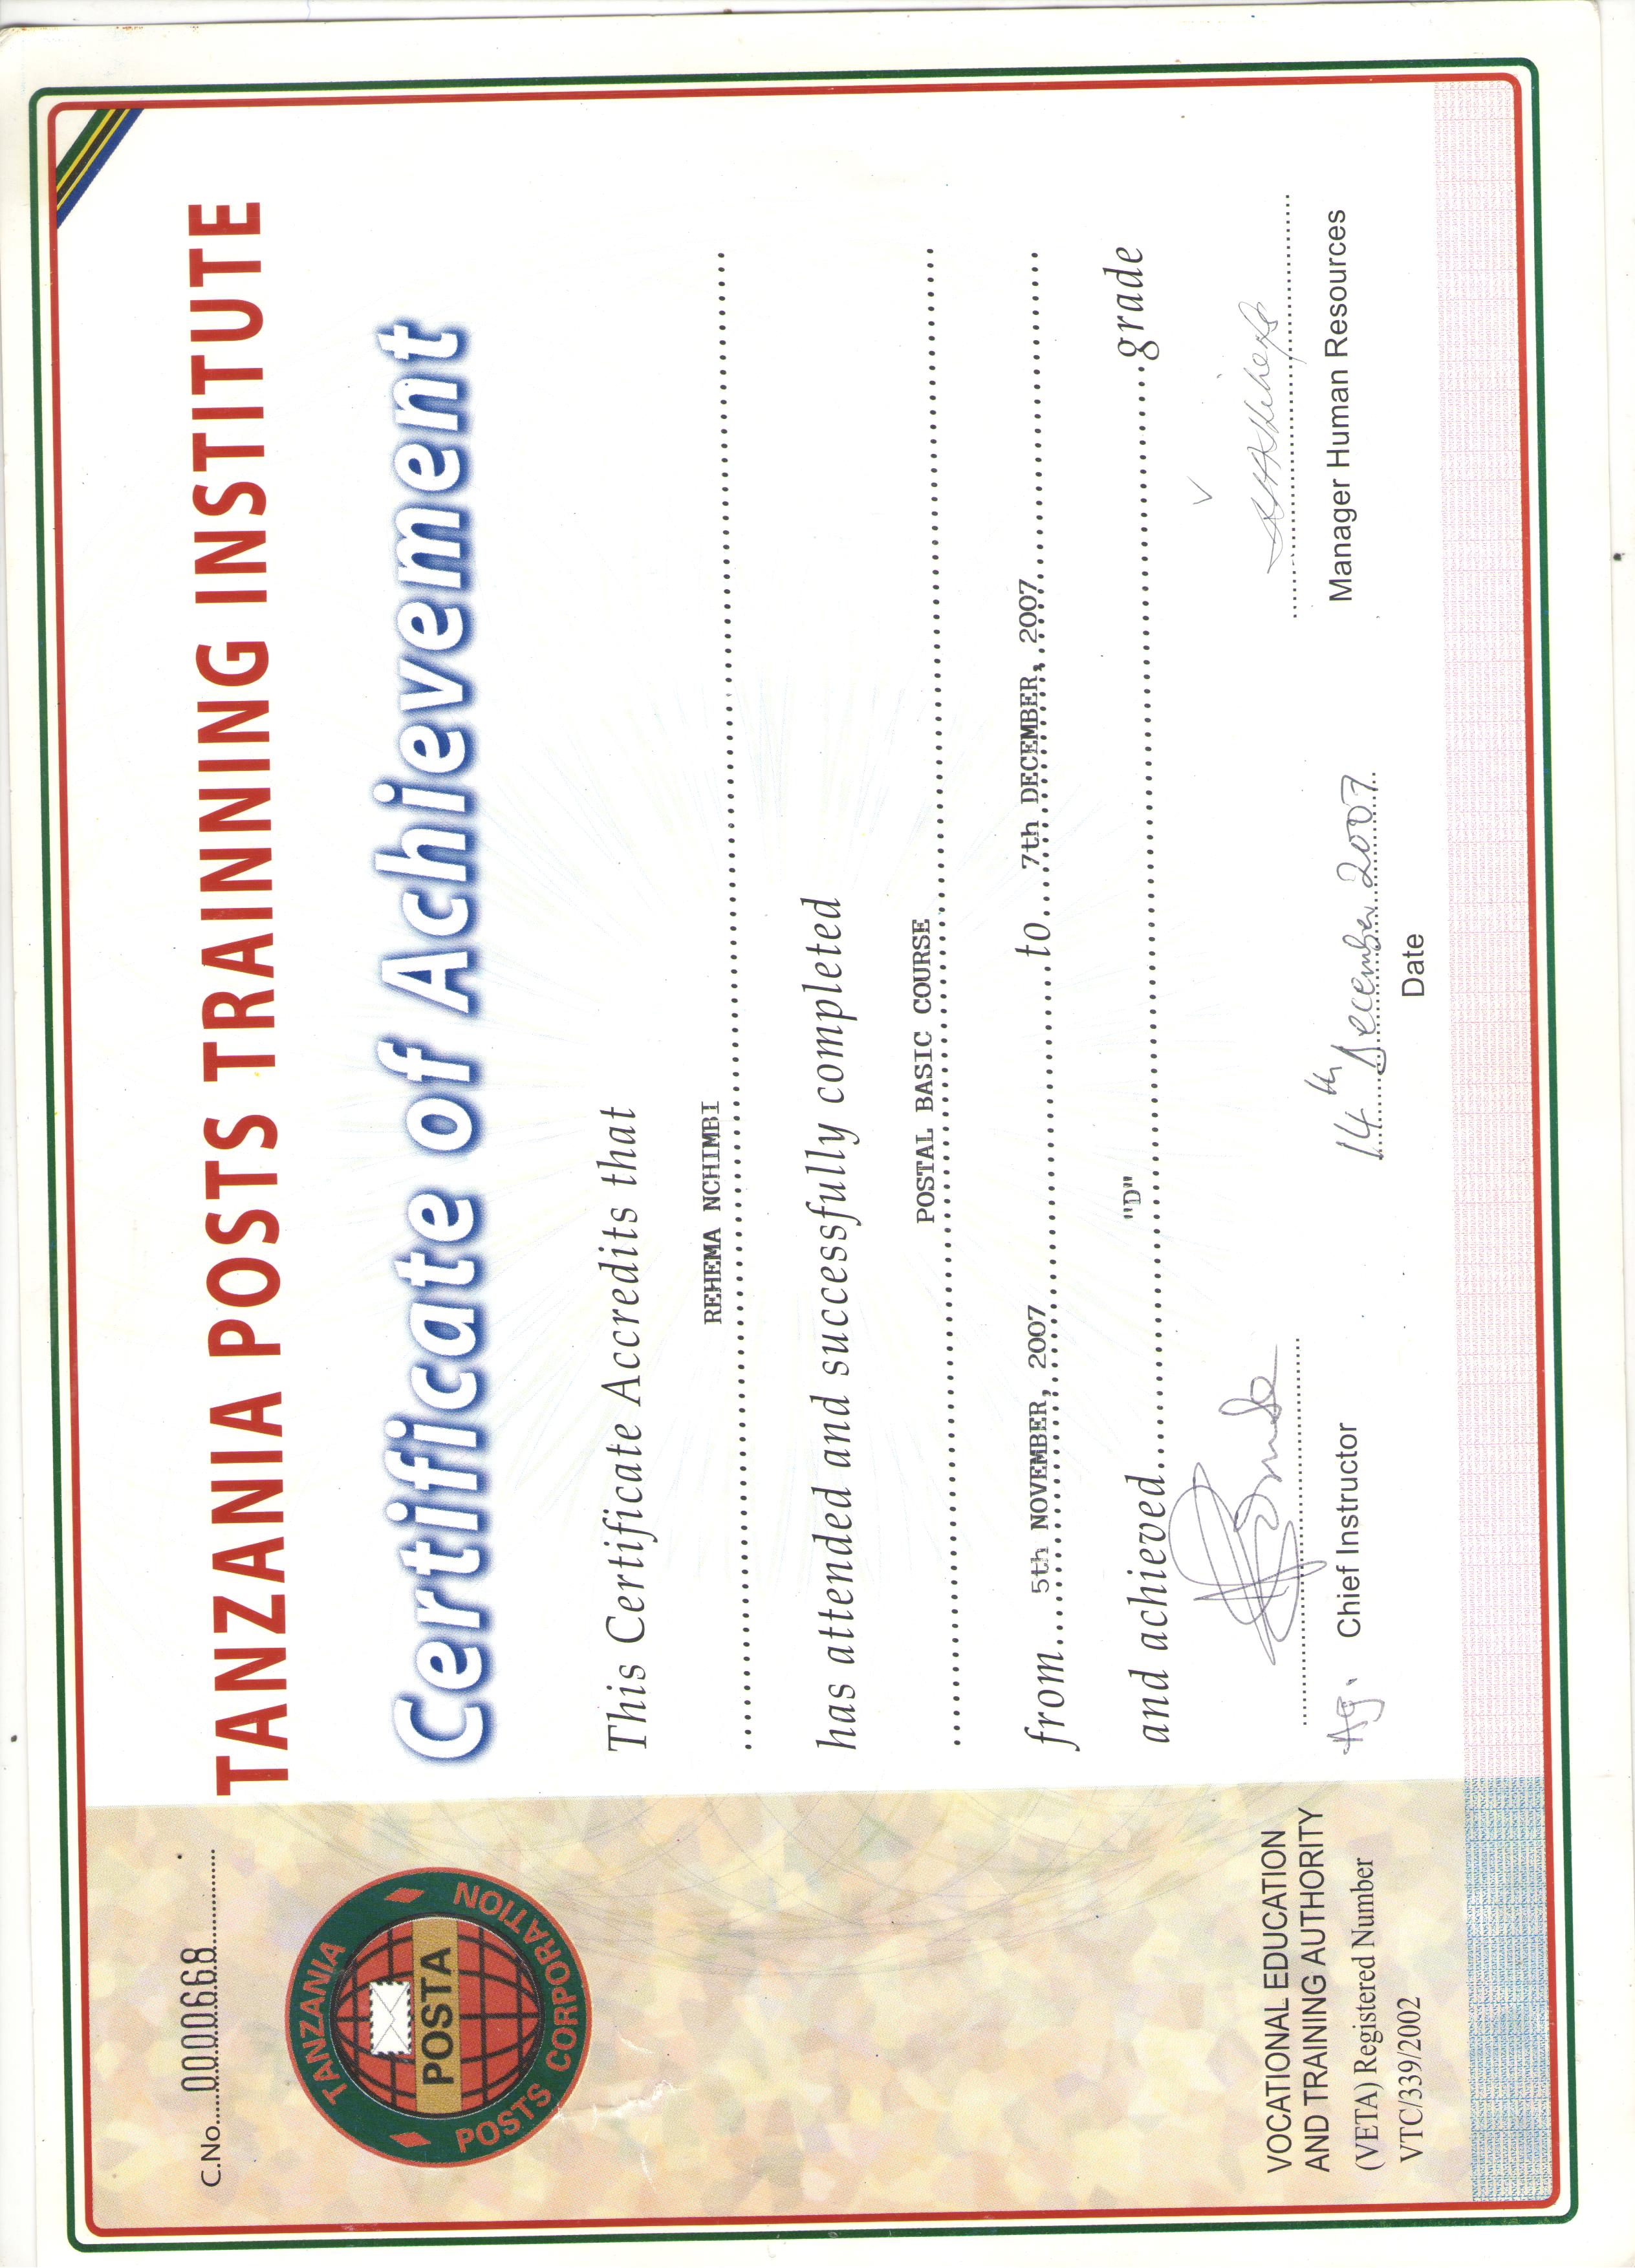 C.No. 0000668
TANZANIA POSTS CORPORATION
POSTA
TANZANIA POSTS TRAINING INSTITUTE
Certificate of Achievement
This Certificate Accredits that
REHEMA NCHIMBI
has attended and successfully completed
POSTAL BASIC COURSE
from 5th NOVEMBER, 2007 to 7th DECEMBER, 2007
and achieved "D" grade
Ag. Chief Instructor
14th December 2007
Date
Manager Human Resources
VOCATIONAL EDUCATION
AND TRAINING AUTHORITY
(VETA) Registered Number
VTC/339/2002